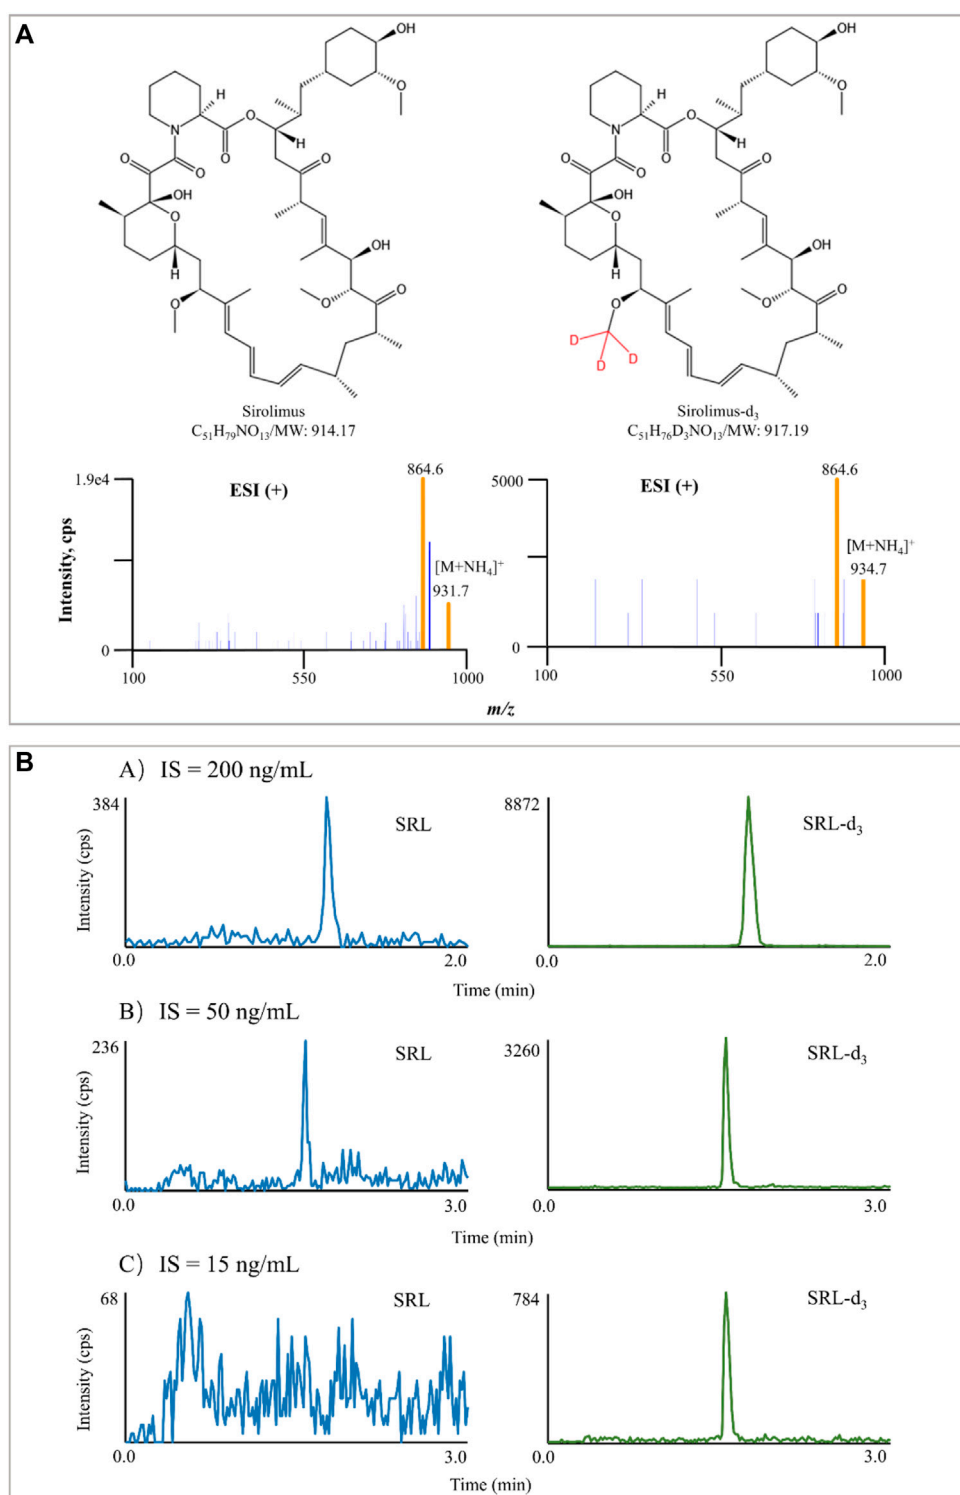 A
OH
O
H
N
O
H
O
O
O
O
OH
O
H
OH
O
O
O
Sirolimus
C₅₁H₇₉NO₁₃/MW: 914.17
OH
O
H
N
O
H
O
O
O
O
OH
O
H
OH
O
O
O
D
D
D
Sirolimus-d₃
C₅₁H₇₆D₃NO₁₃/MW: 917.19
Intensity, cps
1.9e4
0
ESI (+)
864.6
[M+NH₄]⁺
931.7
100
550
1000
5000
0
ESI (+)
864.6
[M+NH₄]⁺
934.7
100
550
1000
m/z
B
A) IS = 200 ng/mL
384
Intensity (cps)
SRL
0.0
2.0
8872
SRL-d₃
0.0
2.0
Time (min)
B) IS = 50 ng/mL
236
Intensity (cps)
SRL
0.0
3.0
3260
SRL-d₃
0.0
3.0
Time (min)
C) IS = 15 ng/mL
68
Intensity (cps)
SRL
0.0
3.0
784
SRL-d₃
0.0
3.0
Time (min)